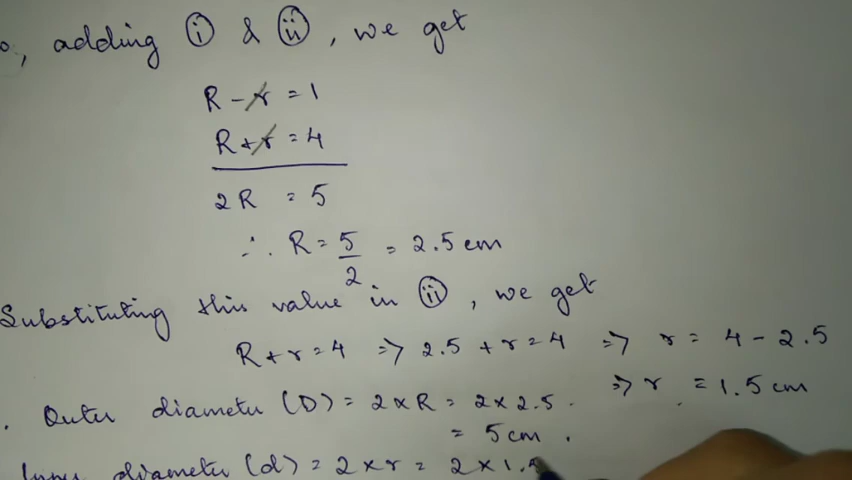 , adding (i) & (ii), we get
R - r = 1
R + r = 4
2R = 5
∴ R = 5/2 = 2.5 cm
Substituting this value in (ii), we get
R + r = 4 => 2.5 + r = 4 => r = 4 - 2.5
=> r = 1.5 cm
. Outer diameter (D) = 2 × R = 2 × 2.5
= 5 cm.
Inner diameter (d) = 2 × r = 2 × 1.5